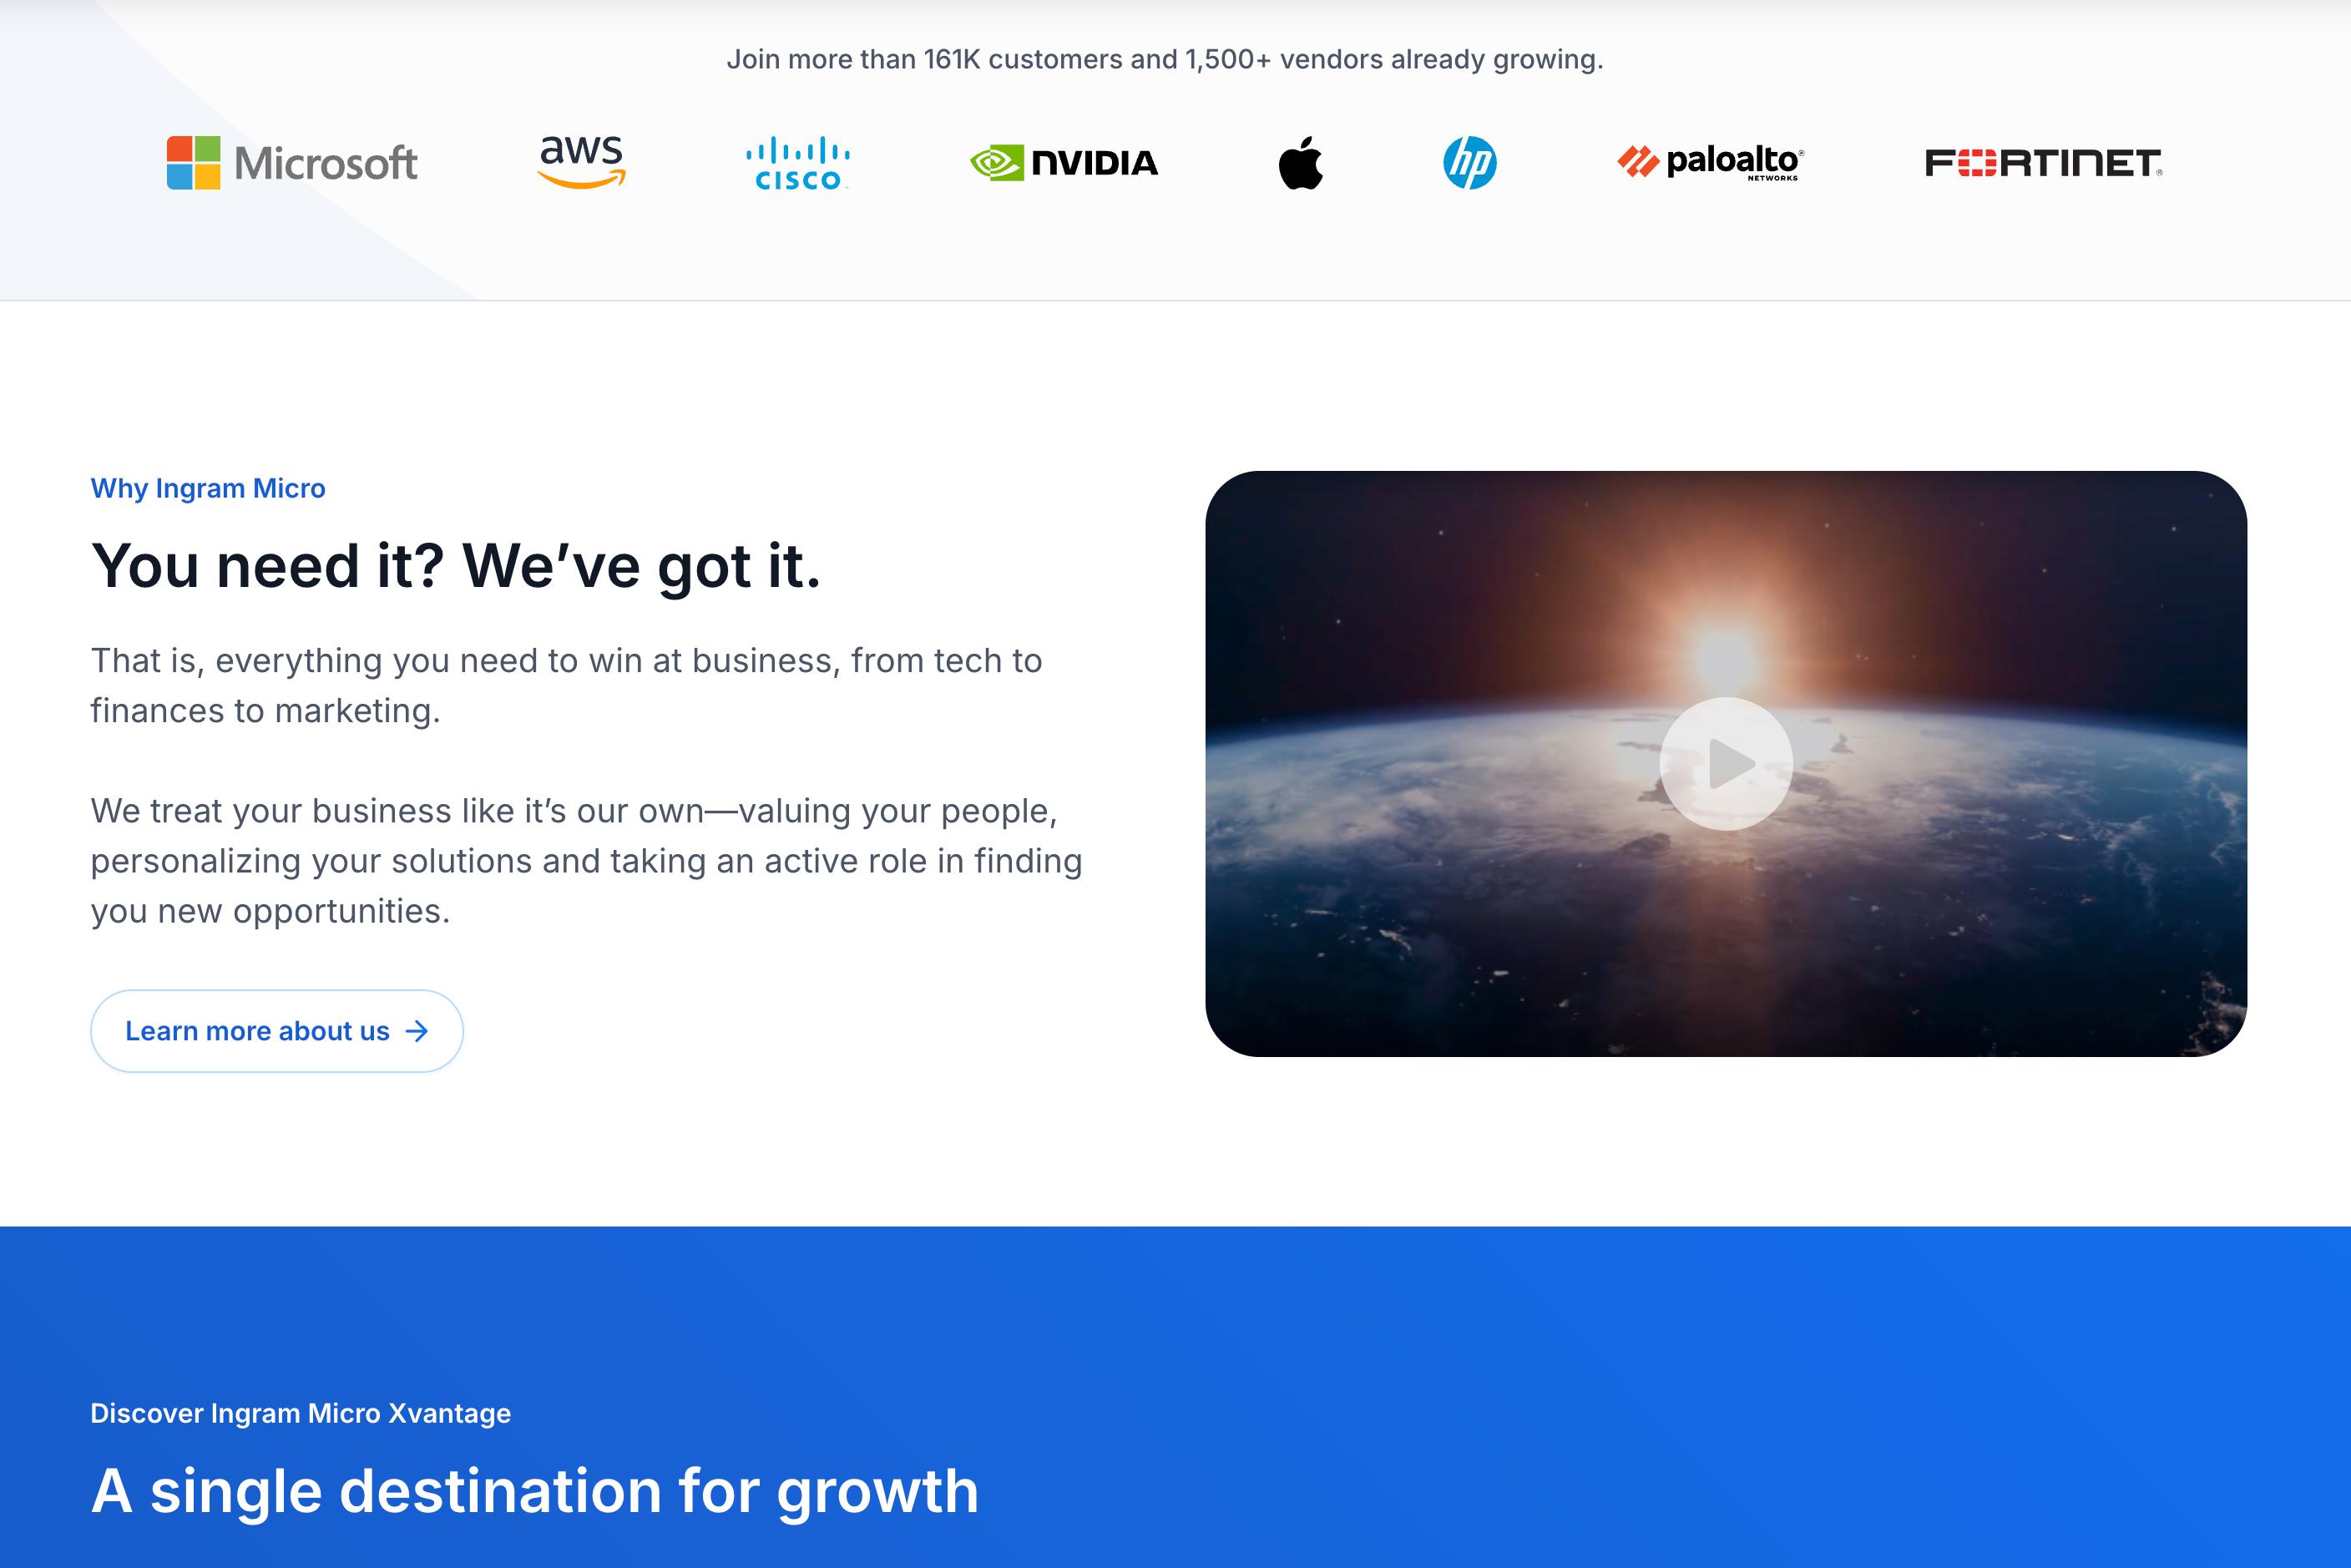 Join more than 161K customers and 1,500+ vendors already growing.
Microsoft
aws
CISCO
NVIDIA
hp
paloalto®
NETWORKS
FORTINET®
Why Ingram Micro
You need it? We’ve got it.
That is, everything you need to win at business, from tech to
finances to marketing.
We treat your business like it’s our own—valuing your people,
personalizing your solutions and taking an active role in finding
you new opportunities.
Learn more about us →
Discover Ingram Micro Xvantage
A single destination for growth